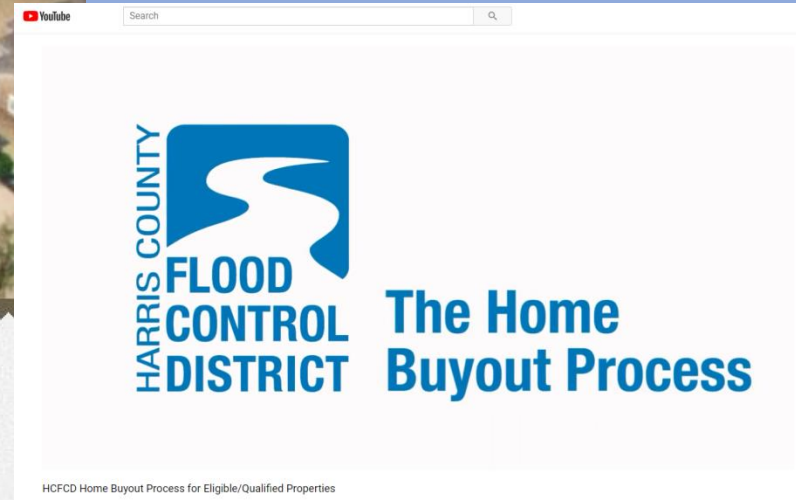 YouTube
Search
HARRIS COUNTY
FLOOD
CONTROL
DISTRICT
The Home
Buyout Process
HCFCD Home Buyout Process for Eligible/Qualified Properties